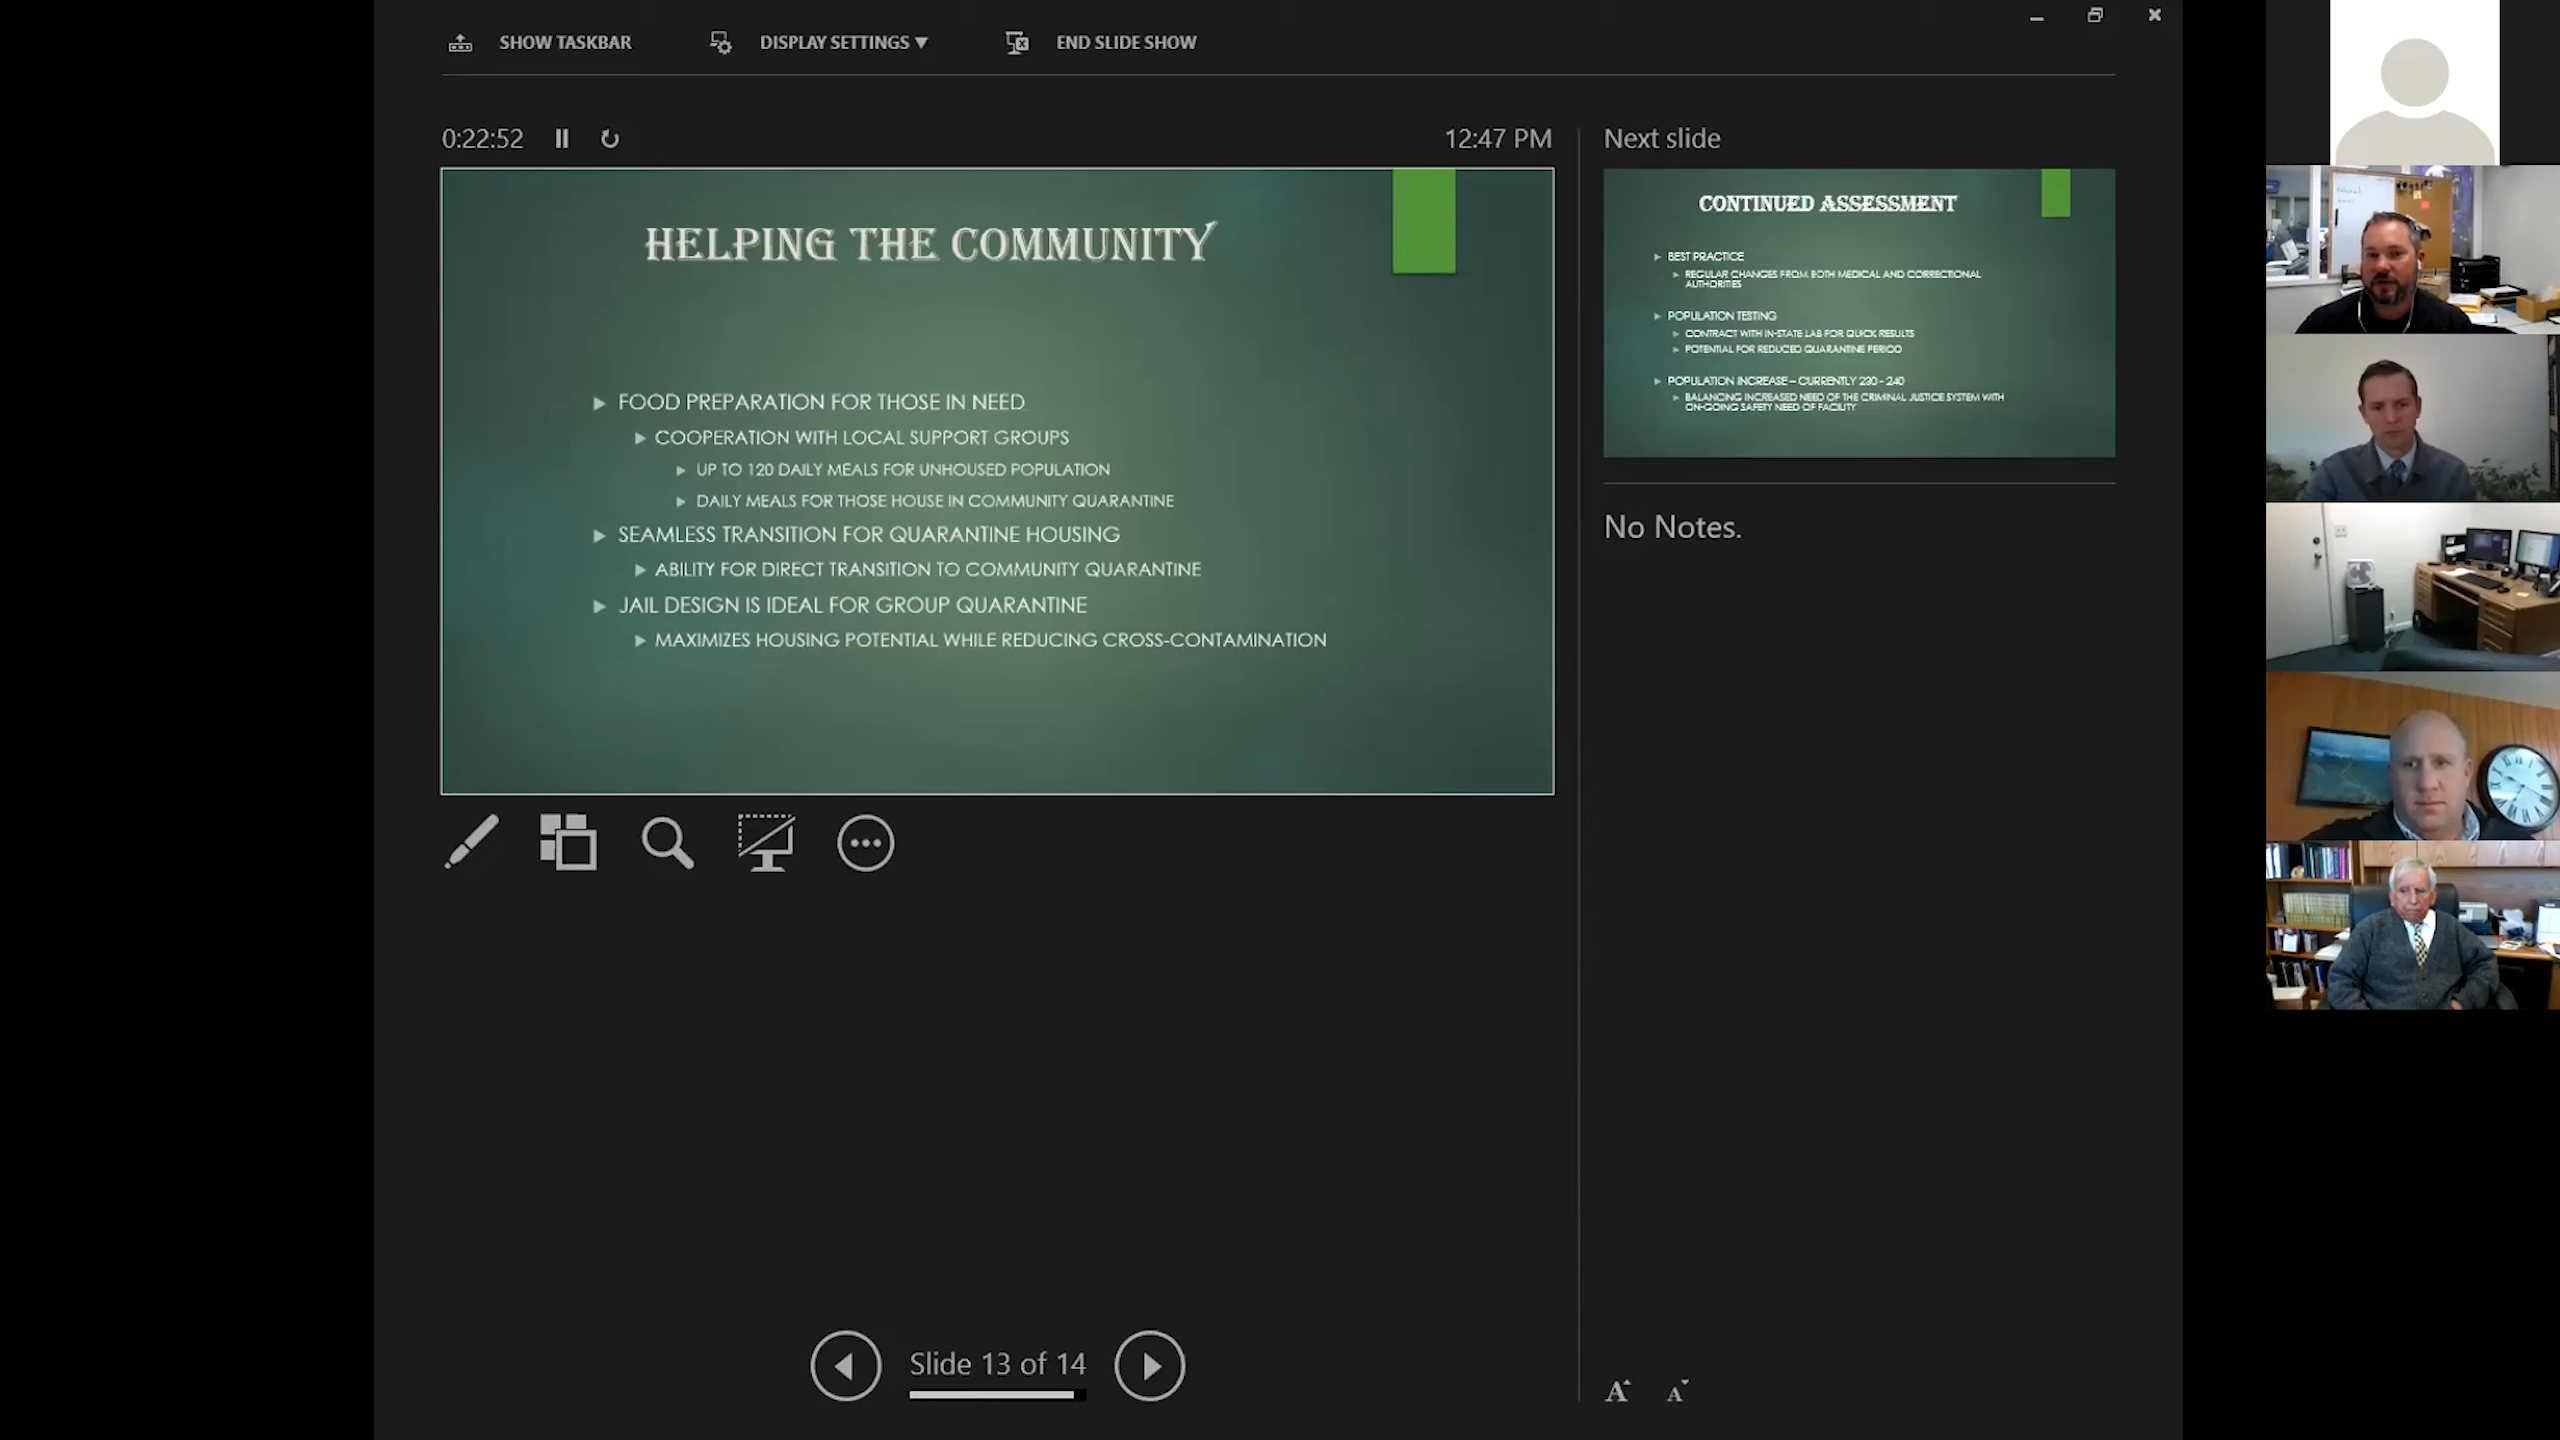 SHOW TASKBAR
DISPLAY SETTINGS ▼
END SLIDE SHOW
0:22:52
12:47 PM
HELPING THE COMMUNITY
FOOD PREPARATION FOR THOSE IN NEED
COOPERATION WITH LOCAL SUPPORT GROUPS
UP TO 120 DAILY MEALS FOR UNHOUSED POPULATION
DAILY MEALS FOR THOSE HOUSE IN COMMUNITY QUARANTINE
SEAMLESS TRANSITION FOR QUARANTINE HOUSING
ABILITY FOR DIRECT TRANSITION TO COMMUNITY QUARANTINE
JAIL DESIGN IS IDEAL FOR GROUP QUARANTINE
MAXIMIZES HOUSING POTENTIAL WHILE REDUCING CROSS-CONTAMINATION
Slide 13 of 14
Next slide
CONTINUED ASSESSMENT
BEST PRACTICE
REGULAR CHANGES FROM BOTH MEDICAL AND CORRECTIONAL
AUTHORITIES
POPULATION TESTING
CONTRACT WITH IN-STATE LAB FOR QUICK RESULTS
POTENTIAL FOR REDUCED QUARANTINE PERIOD
POPULATION INCREASE – CURRENTLY 230 - 240
BALANCING INCREASED NEED OF THE CRIMINAL JUSTICE SYSTEM WITH
ON-GOING SAFETY NEED OF FACILITY
No Notes.
A A